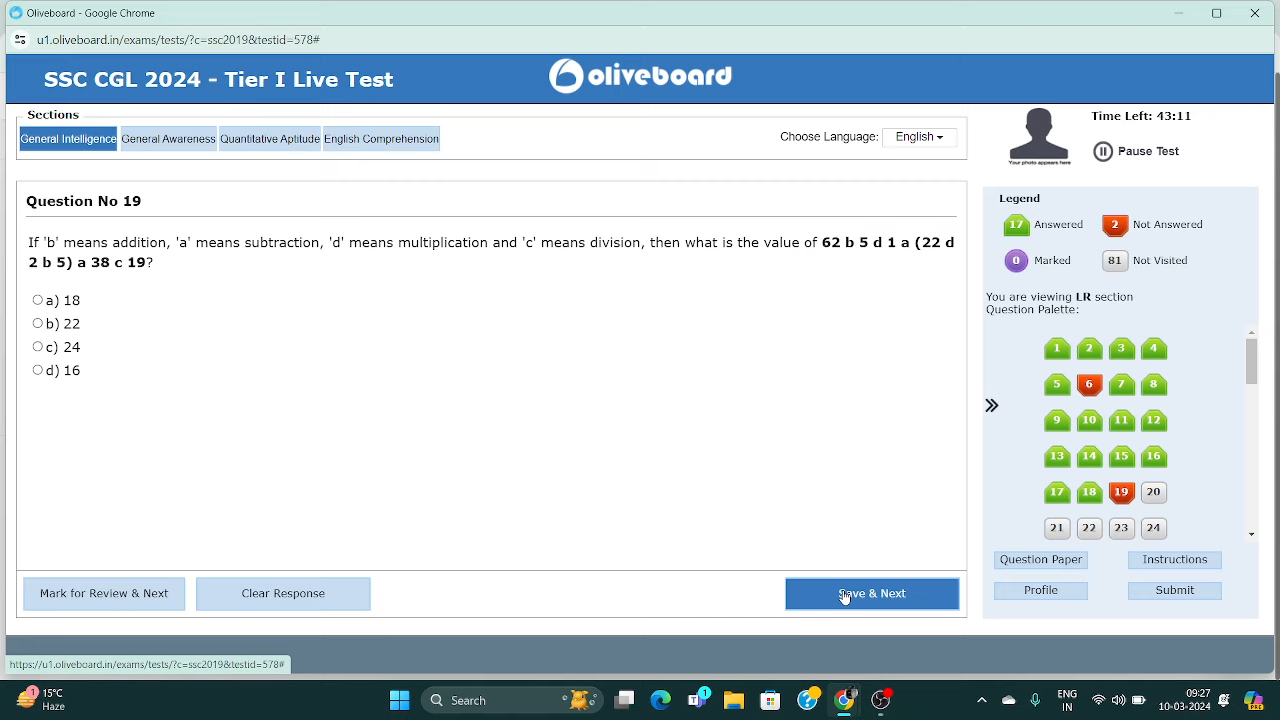 Oliveboard - Google Chrome
u1.oliveboard.in/exams/tests/?c=ssc2019&testid=578#
SSC CGL 2024 - Tier I Live Test
oliveboard
Sections
General Intelligence General Awareness Quantitative Aptitude English Comprehension
Choose Language: English
Your photo appears here
Time Left: 43:11
Pause Test
Question No 19
If 'b' means addition, 'a' means subtraction, 'd' means multiplication and 'c' means division, then what is the value of 62 b 5 d 1 a (22 d
2 b 5) a 38 c 19?
a) 18
b) 22
c) 24
d) 16
Mark for Review & Next
Clear Response
Save & Next
Legend
17 Answered 2 Not Answered
0 Marked 81 Not Visited
You are viewing LR section
Question Palette:
1 2 3 4
5 6 7 8
9 10 11 12
13 14 15 16
17 18 19 20
21 22 23 24
Question Paper Instructions
Profile Submit
https://u1.oliveboard.in/exams/tests/?c=ssc2019&testid=578#
1
15°C
Haze
Search
1
ENG
IN
09:27
10-03-2024